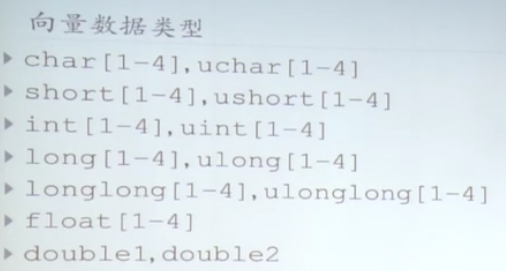 向量数据类型
char[1-4],uchar[1-4]
short[1-4],ushort[1-4]
int[1-4],uint[1-4]
long[1-4],ulong[1-4]
longlong[1-4],ulonglong[1-4]
float[1-4]
double1,double2